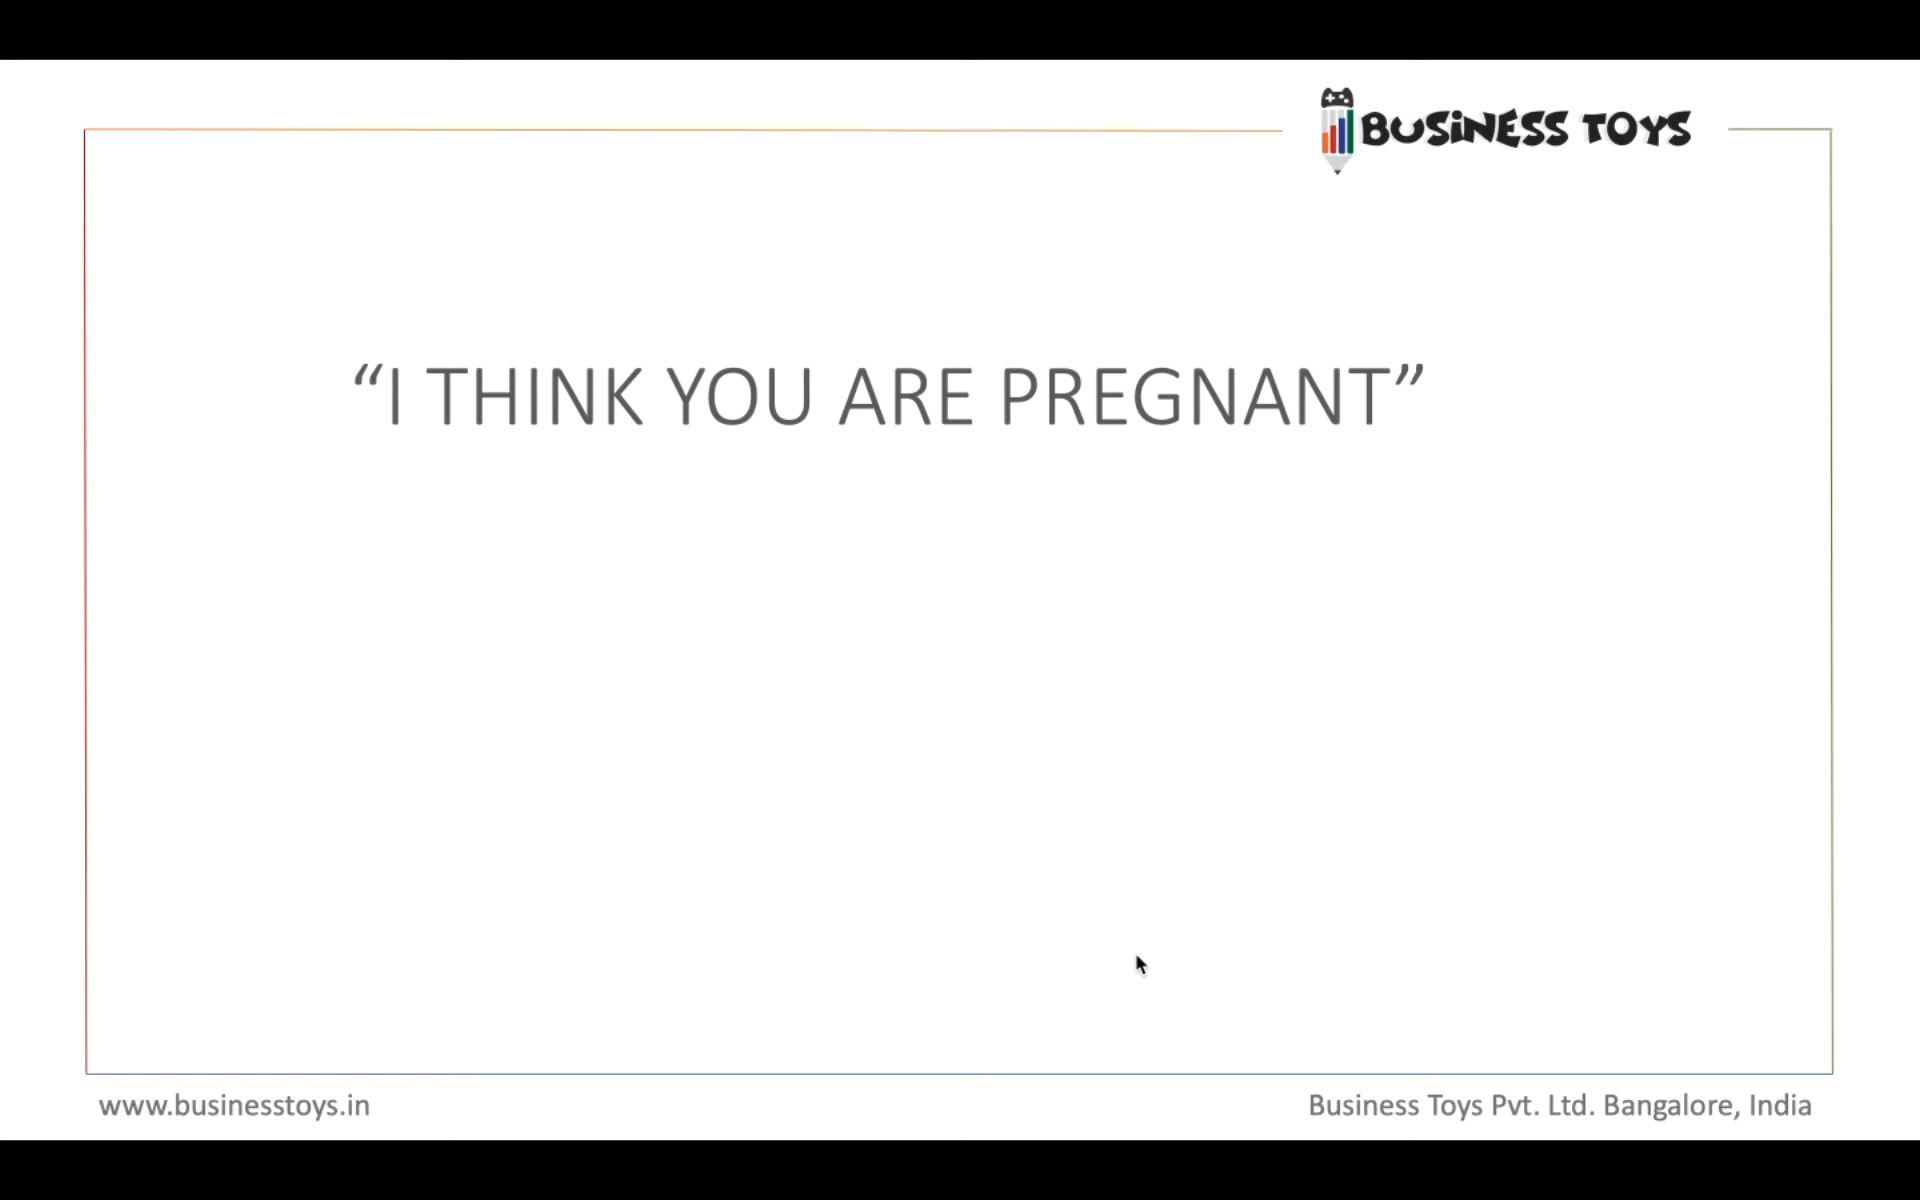 BUSINESS TOYS
“I THINK YOU ARE PREGNANT”
www.businesstoys.in
Business Toys Pvt. Ltd. Bangalore, India